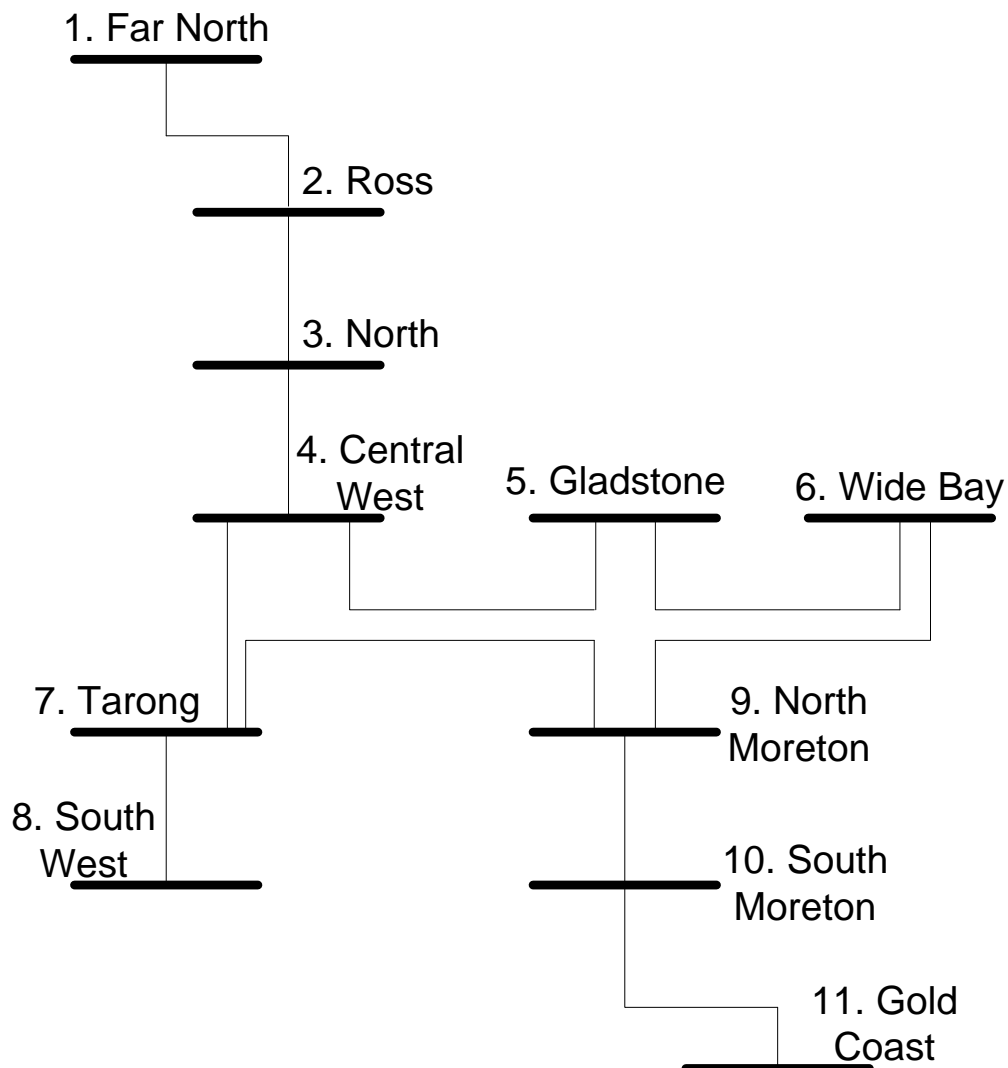 1. Far North
2. Ross
3. North
4. Central
West
5. Gladstone
6. Wide Bay
7. Tarong
9. North
Moreton
8. South
West
10. South
Moreton
11. Gold
Coast